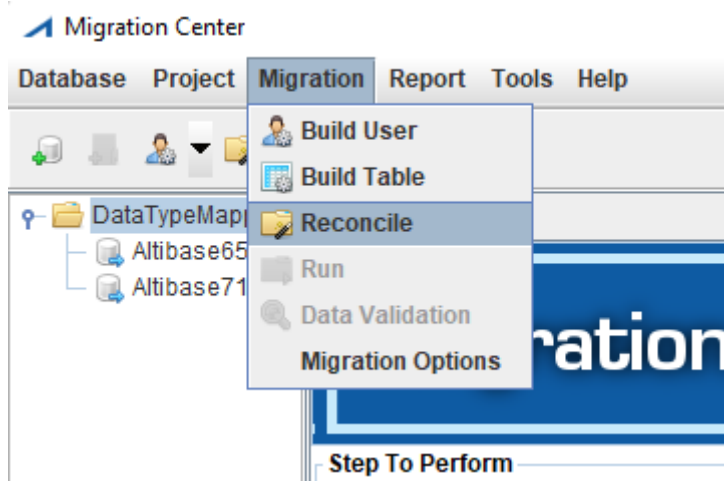 Migration Center
Database Project Migration Report Tools Help
Build User
Build Table
DataTypeMapp
Reconcile
Altibase65
Run
Altibase71
Data Validation
ration
Migration Options
Step To Perform